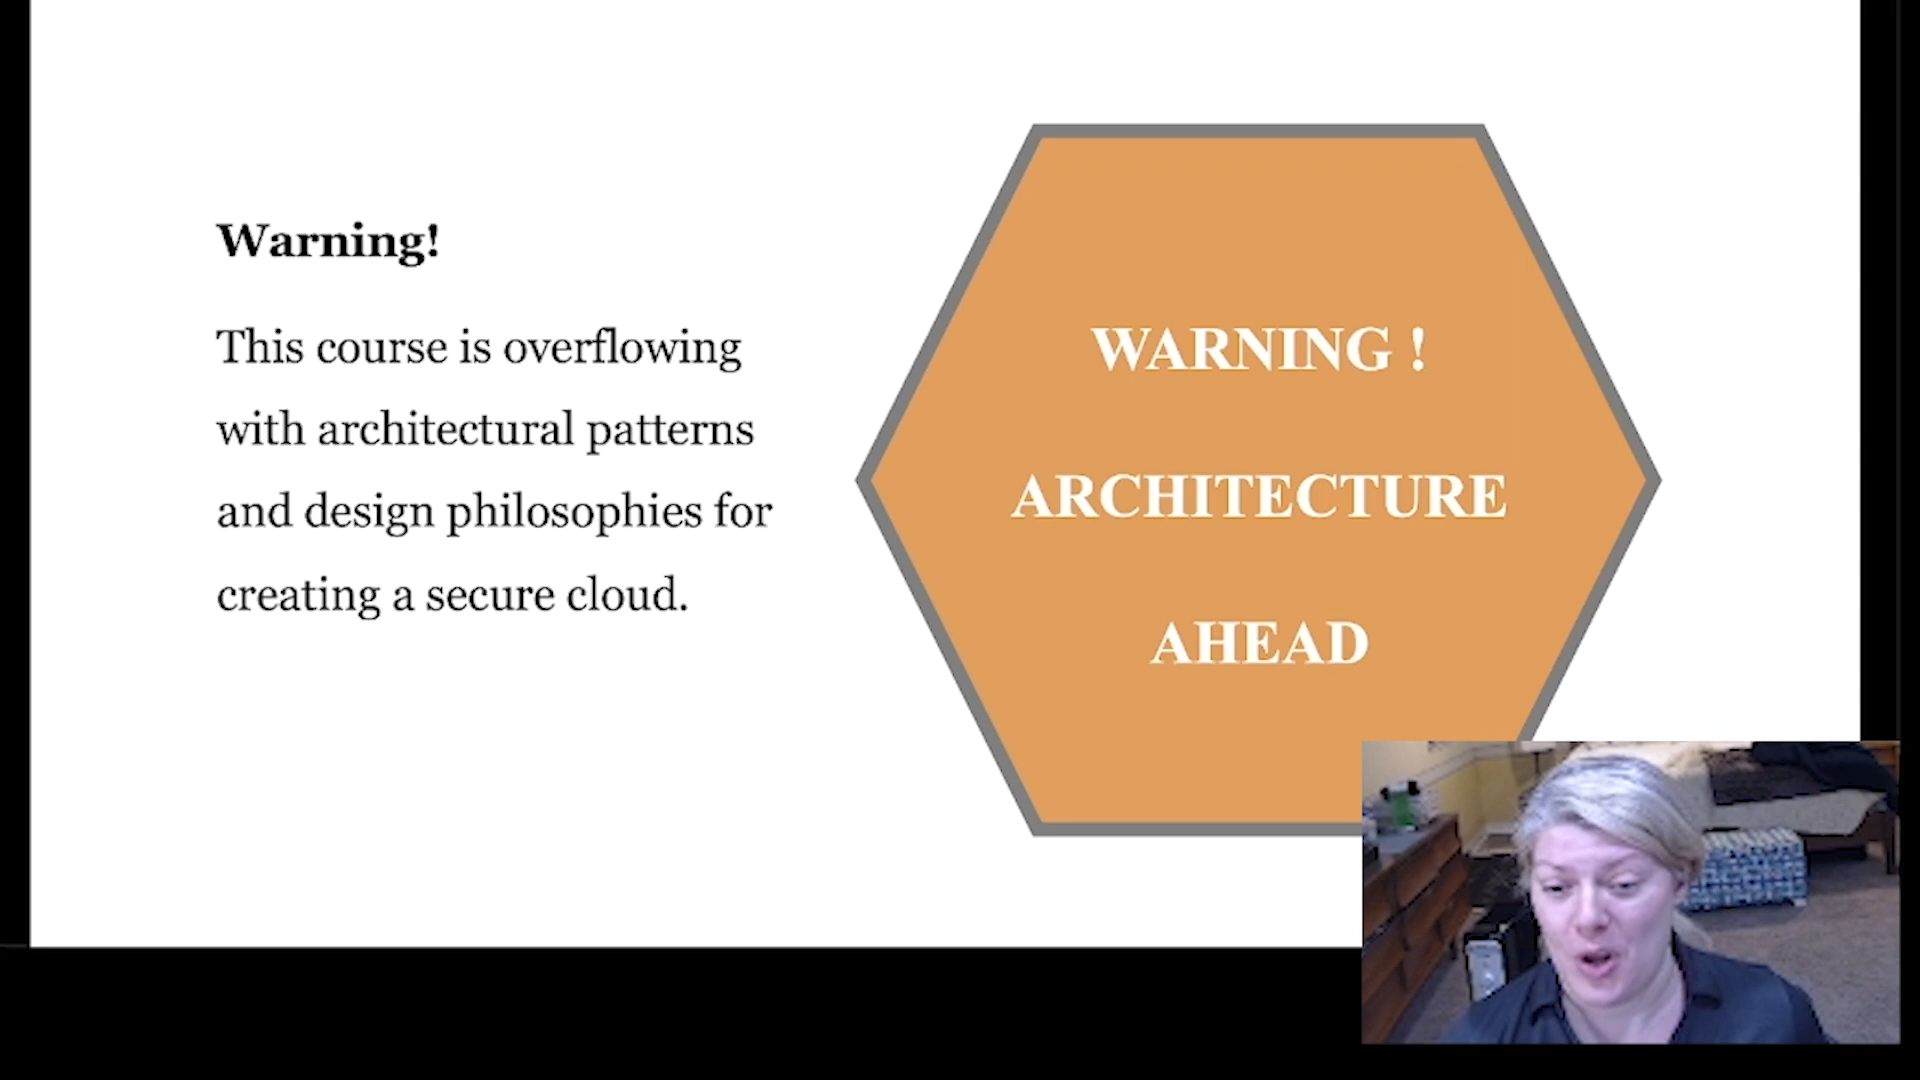 Warning!
This course is overflowing
with architectural patterns
and design philosophies for
creating a secure cloud.
WARNING !
ARCHITECTURE
AHEAD